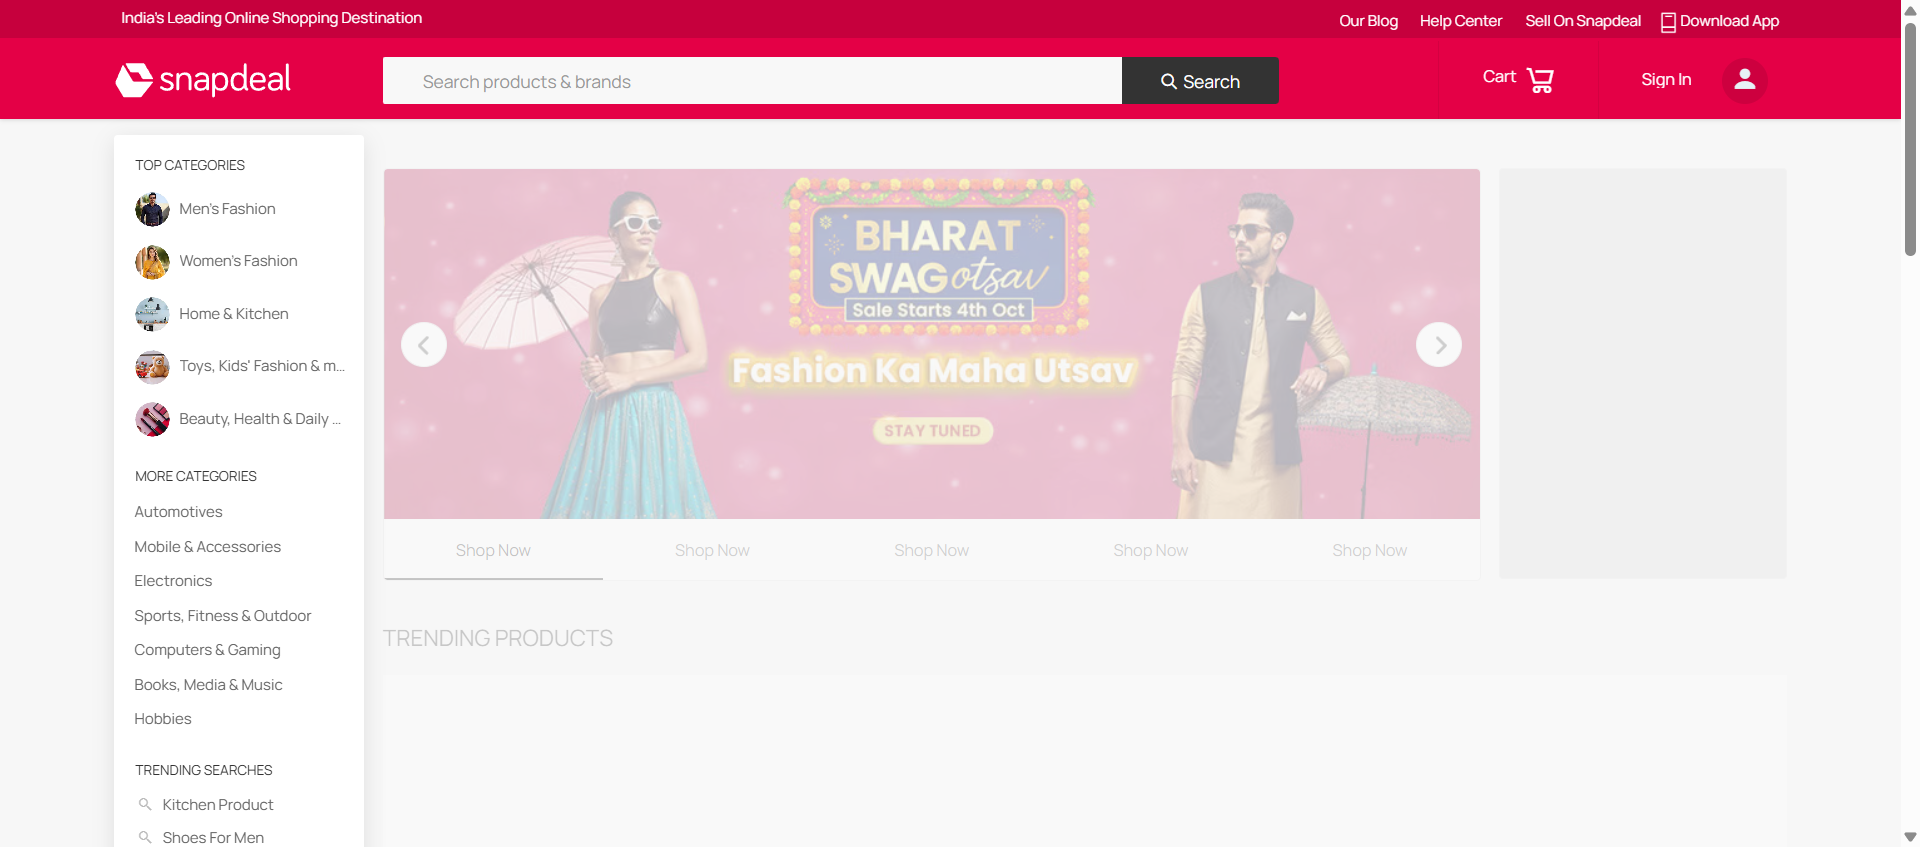 India's Leading Online Shopping Destination
Our Blog
Help Center
Sell On Snapdeal
Download App
snapdeal
Search products & brands
Search
Cart
Sign In
TOP CATEGORIES
Men's Fashion
Women's Fashion
Home & Kitchen
Toys, Kids' Fashion & m...
Beauty, Health & Daily ...
MORE CATEGORIES
Automotives
Mobile & Accessories
Electronics
Sports, Fitness & Outdoor
Computers & Gaming
Books, Media & Music
Hobbies
TRENDING SEARCHES
Kitchen Product
Shoes For Men
BHARAT
SWAGotsav
Sale Starts 4th Oct
Fashion Ka Maha Utsav
STAY TUNED
Shop Now
Shop Now
Shop Now
Shop Now
Shop Now
TRENDING PRODUCTS